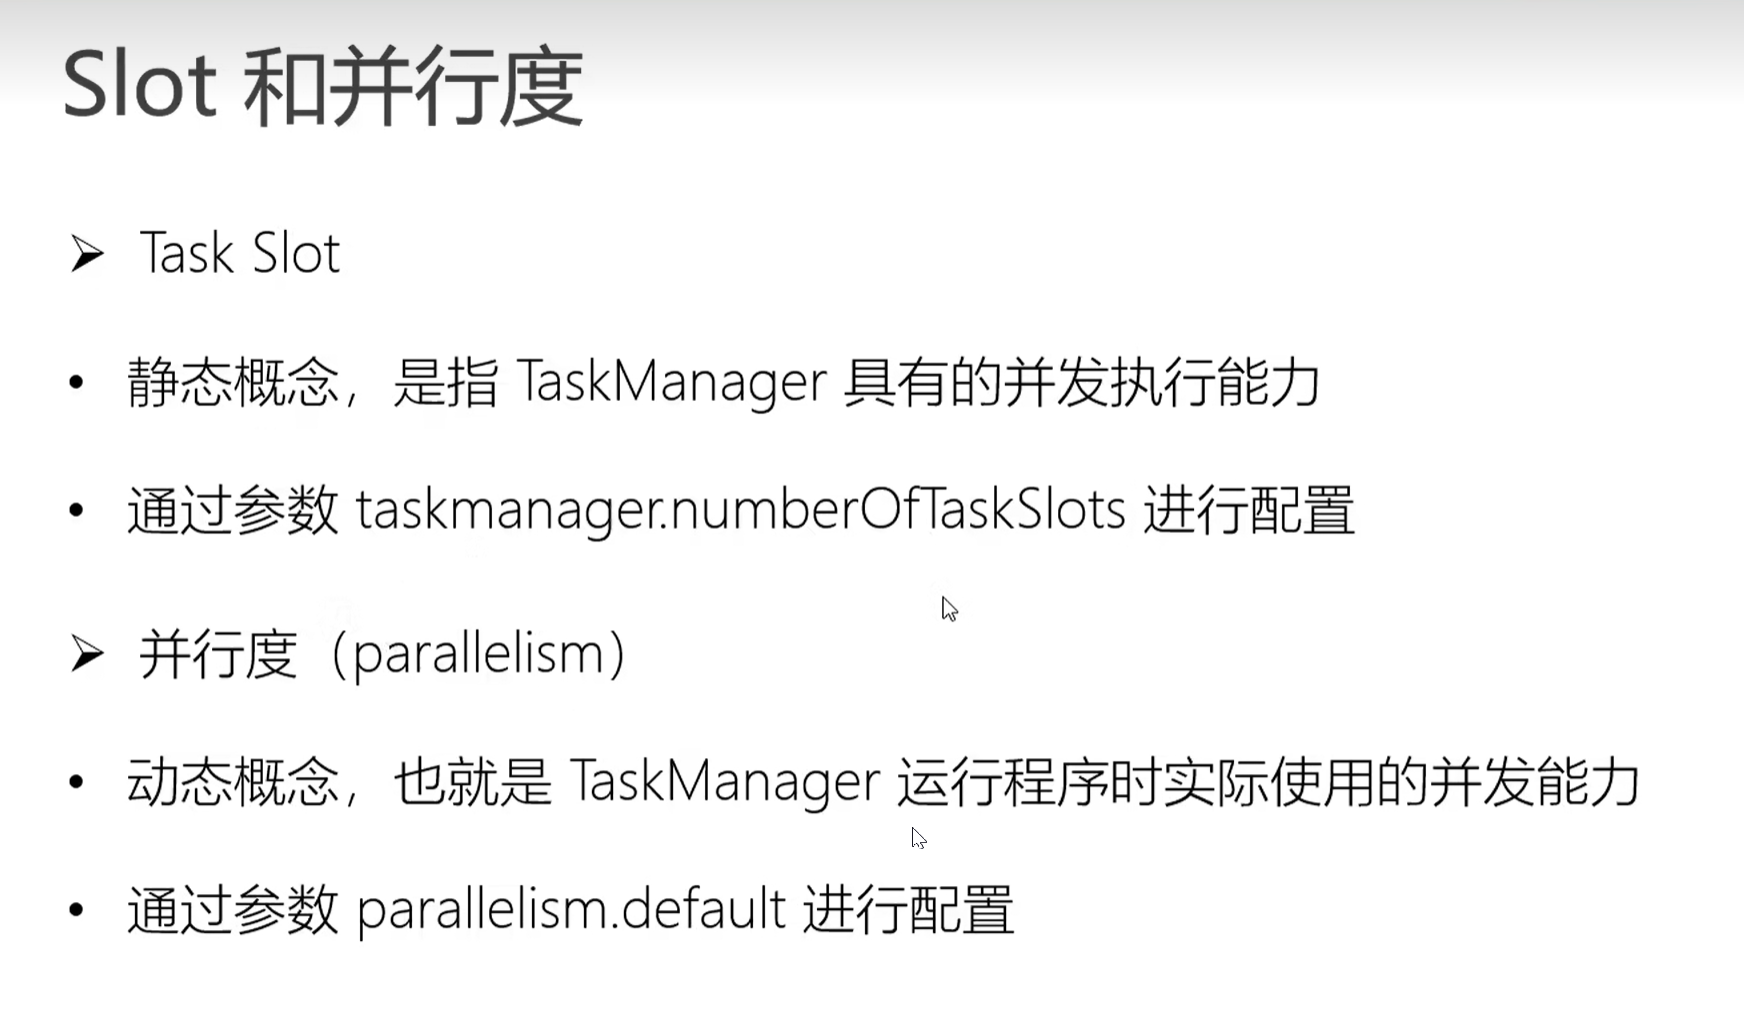 Slot 和并行度
➢ Task Slot
• 静态概念，是指 TaskManager 具有的并发执行能力
• 通过参数 taskmanager.numberOfTaskSlots 进行配置
➢ 并行度（parallelism）
• 动态概念，也就是 TaskManager 运行程序时实际使用的并发能力
• 通过参数 parallelism.default 进行配置